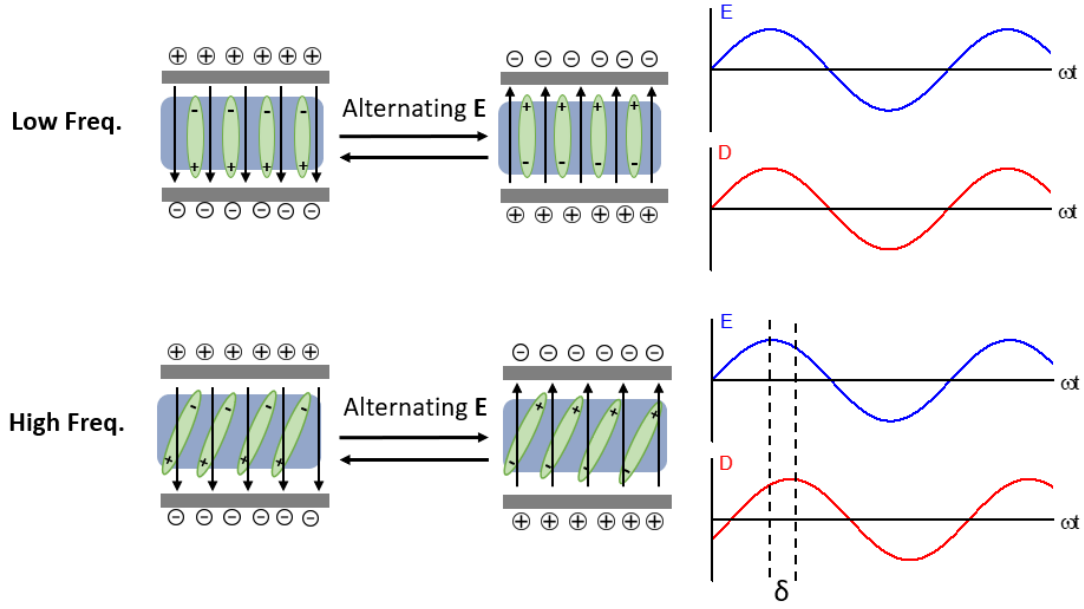 ⊕ ⊕ ⊕ ⊕ ⊕ ⊕
⊖ ⊖ ⊖ ⊖ ⊖ ⊖
E
ωt
Low Freq.
- - - -
+ + + +
Alternating E
+ + + +
- - - -
⊖ ⊖ ⊖ ⊖ ⊖ ⊖
⊕ ⊕ ⊕ ⊕ ⊕ ⊕
D
ωt
⊕ ⊕ ⊕ ⊕ ⊕ ⊕
⊖ ⊖ ⊖ ⊖ ⊖ ⊖
E
ωt
High Freq.
- - - -
+ + + +
Alternating E
+ + + +
- - - -
⊖ ⊖ ⊖ ⊖ ⊖ ⊖
⊕ ⊕ ⊕ ⊕ ⊕ ⊕
D
ωt
δ